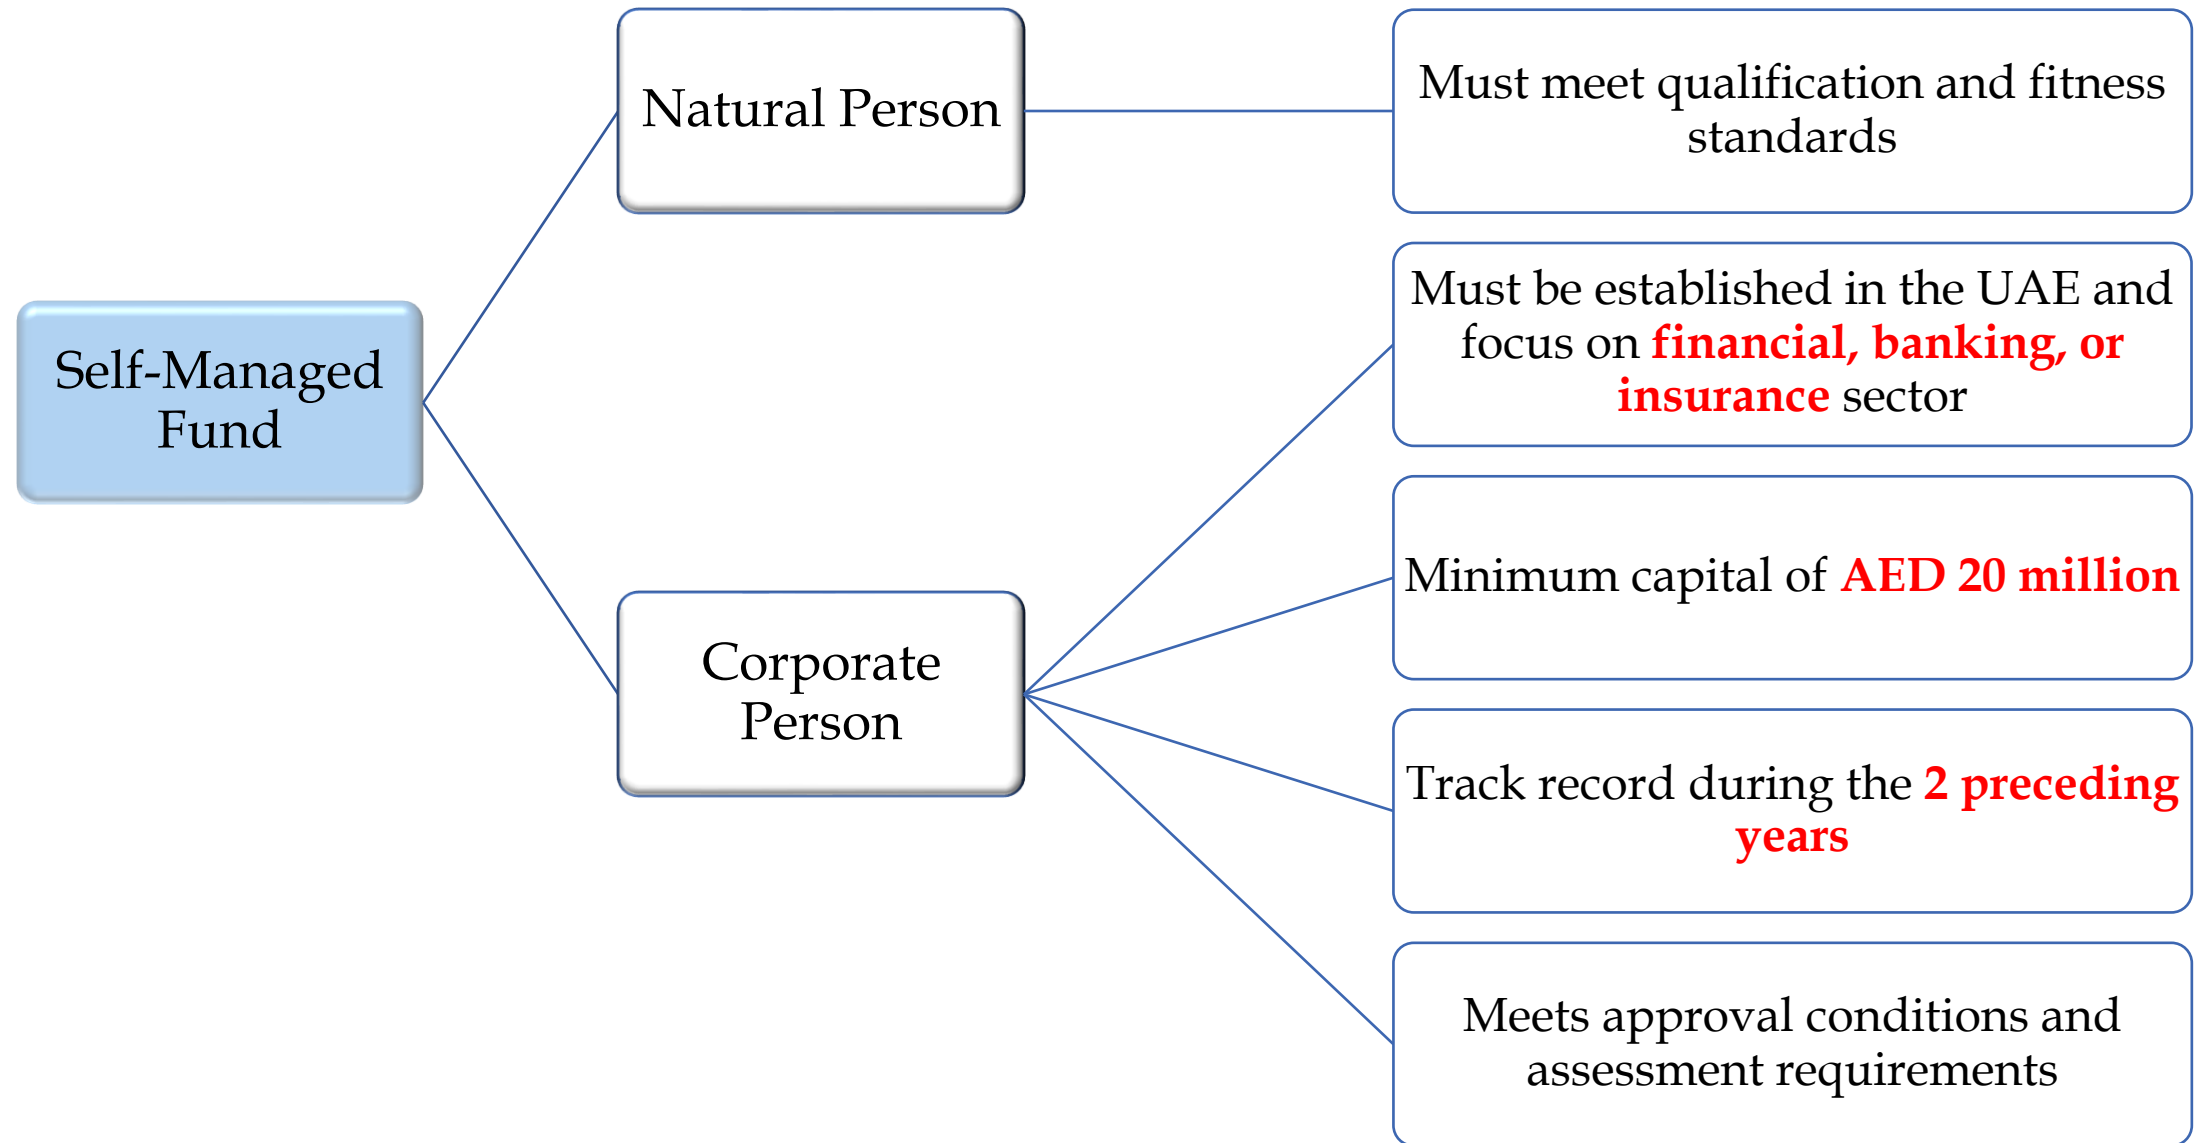 Natural Person
Must meet qualification and fitness
standards
Self-Managed
Fund
Must be established in the UAE and
focus on financial, banking, or
insurance sector
Minimum capital of AED 20 million
Corporate
Person
Track record during the 2 preceding
years
Meets approval conditions and
assessment requirements